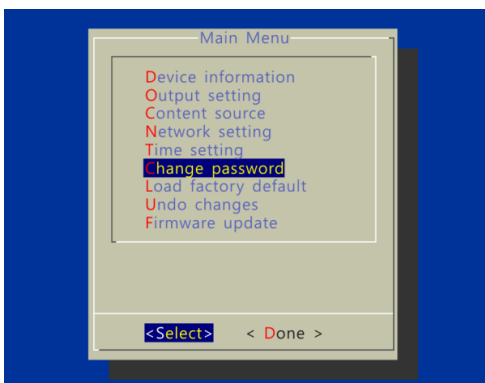 Main Menu
Device information
Output setting
Content source
Network setting
Time setting
Change password
Load factory default
Undo changes
Firmware update
<Select> < Done >